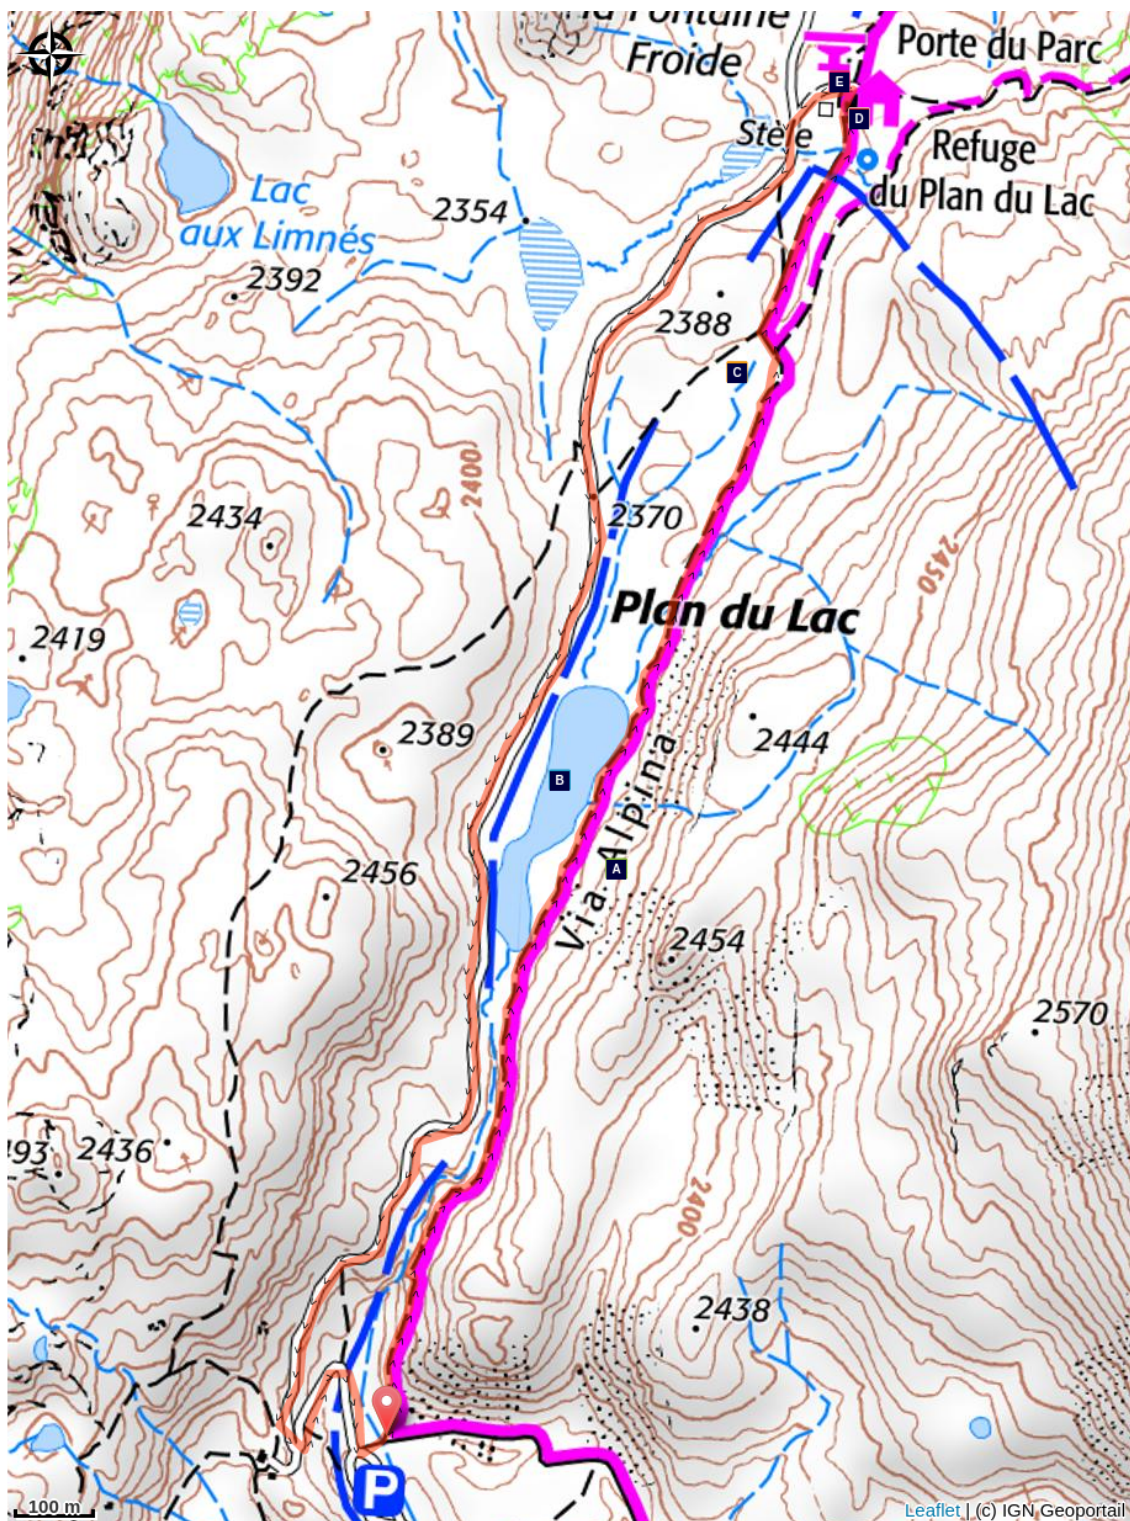 la Fontaine
Froide
Porte du Parc
E
D
Stèle
Refuge
du Plan du Lac
Lac
aux Limnés
2354
2392
2388
C
2400
2434
2370
2450
Plan du Lac
2419
2389
2444
B
Via Alpina
A
2456
2454
2570
493
2436
2400
2438
P
100 m
Leaflet | (c) IGN Geoportail